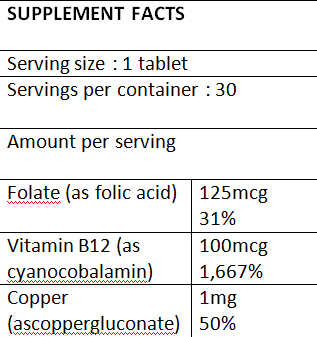 SUPPLEMENT FACTS
Serving size : 1 tablet
Servings per container : 30
Amount per serving
Folate (as folic acid) 125mcg
31%
Vitamin B12 (as 100mcg
cyanocobalamin) 1,667%
Copper 1mg
(ascoppergluconate) 50%